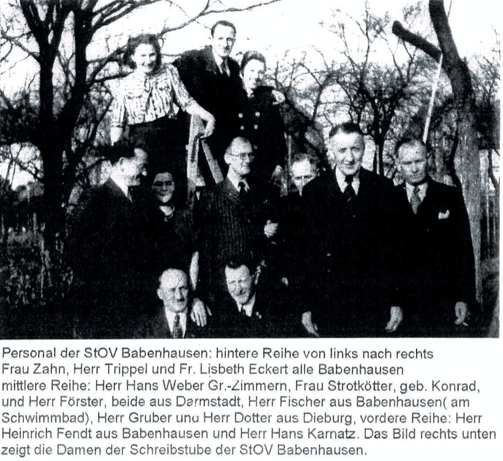 Personal der StOV Babenhausen: hintere Reihe von links nach rechts
Frau Zahn, Herr Trippel und Fr. Lisbeth Eckert alle Babenhausen
mittlere Reihe: Herr Hans Weber Gr.-Zimmern, Frau Strotkötter, geb. Konrad,
und Herr Förster, beide aus Darmstadt, Herr Fischer aus Babenhausen( am
Schwimmbad), Herr Gruber und Herr Dotter aus Dieburg, vordere Reihe: Herr
Heinrich Fendt aus Babenhausen und Herr Hans Karnatz. Das Bild rechts unten
zeigt die Damen der Schreibstube der StOV Babenhausen.